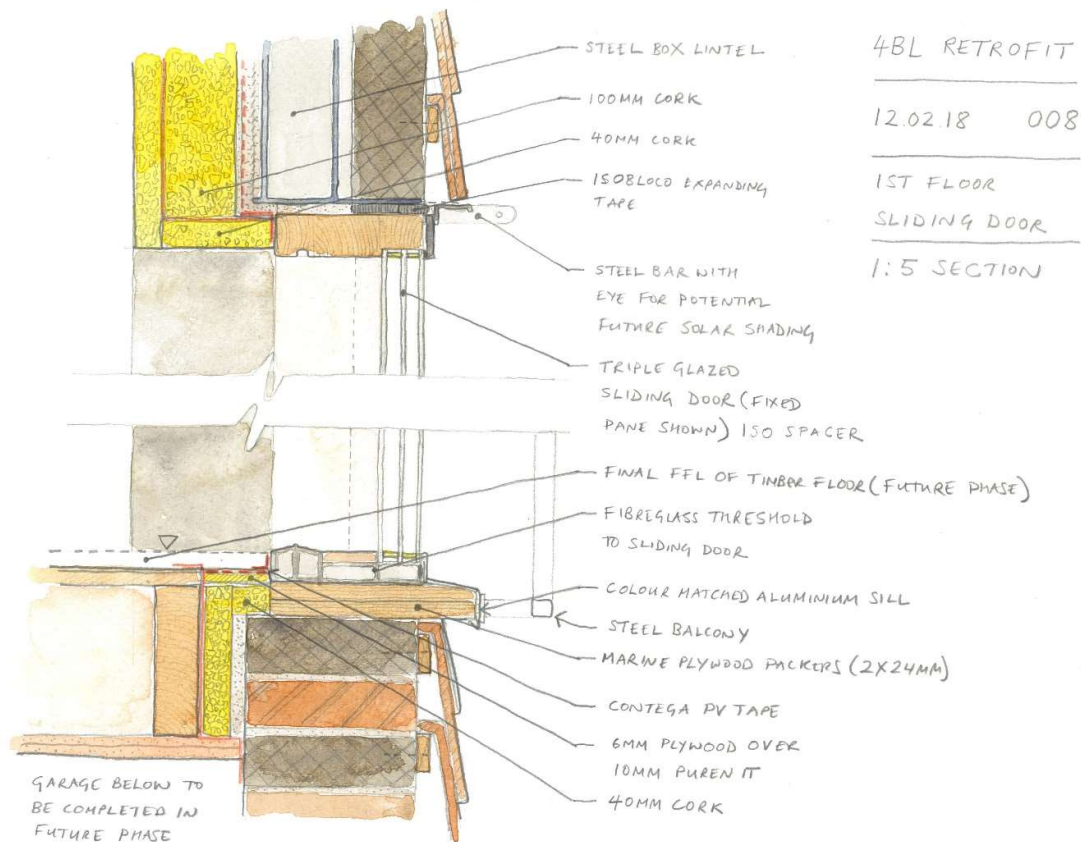 STEEL BOX LINTEL
100MM CORK
40MM CORK
ISOBLOCO EXPANDING
TAPE
STEEL BAR WITH
EYE FOR POTENTIAL
FUTURE SOLAR SHADING
TRIPLE GLAZED
SLIDING DOOR (FIXED
PANE SHOWN) ISO SPACER
FINAL FFL OF TIMBER FLOOR (FUTURE PHASE)
FIBREGLASS THRESHOLD
TO SLIDING DOOR
COLOUR MATCHED ALUMINIUM SILL
STEEL BALCONY
MARINE PLYWOOD PACKERS (2X24MM)
CONTEGA PV TAPE
6MM PLYWOOD OVER
10MM PURENIT
40MM CORK
GARAGE BELOW TO
BE COMPLETED IN
FUTURE PHASE
4BL RETROFIT
12.02.18 008
1ST FLOOR
SLIDING DOOR
1:5 SECTION